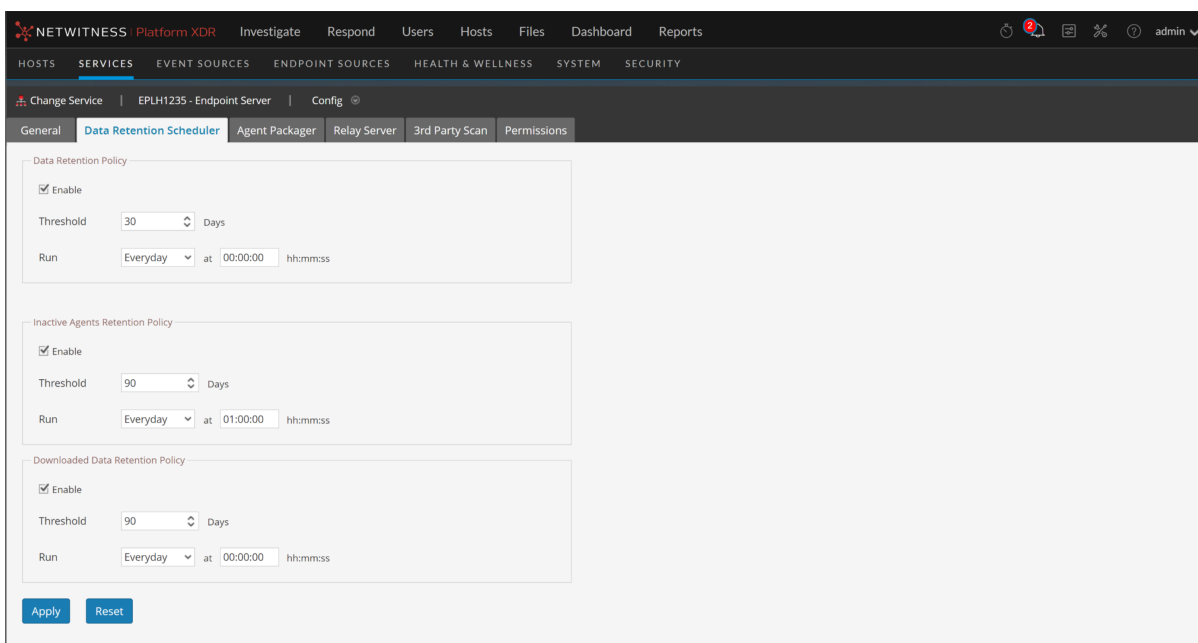 NETWITNESS Platform XDR Investigate Respond Users Hosts Files Dashboard Reports 2 admin
HOSTS SERVICES EVENT SOURCES ENDPOINT SOURCES HEALTH & WELLNESS SYSTEM SECURITY
Change Service | EPLH1235 - Endpoint Server | Config
General Data Retention Scheduler Agent Packager Relay Server 3rd Party Scan Permissions
Data Retention Policy
Enable
Threshold 30 Days
Run Everyday at 00:00:00 hh:mm:ss
Inactive Agents Retention Policy
Enable
Threshold 90 Days
Run Everyday at 01:00:00 hh:mm:ss
Downloaded Data Retention Policy
Enable
Threshold 90 Days
Run Everyday at 00:00:00 hh:mm:ss
Apply Reset